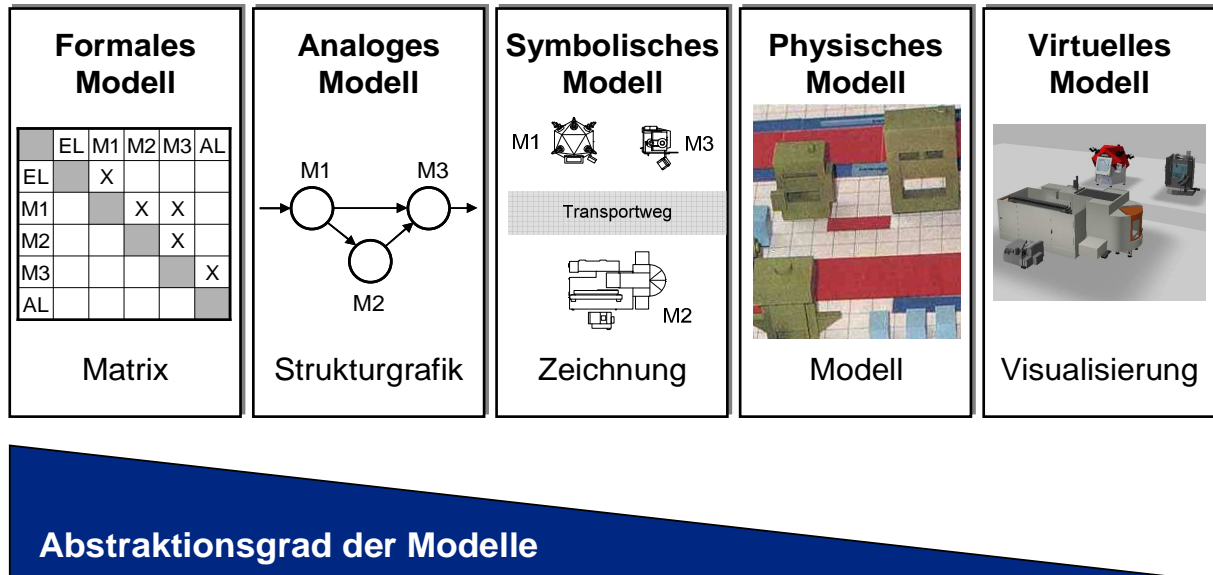 Formales
Modell
EL M1 M2 M3 AL
EL X
M1 X X
M2 X
M3 X
AL
Matrix
Analoges
Modell
M1 M3
M2
Strukturgrafik
Symbolisches
Modell
M1 M3
Transportweg
M2
Zeichnung
Physisches
Modell
Modell
Virtuelles
Modell
Visualisierung
Abstraktionsgrad der Modelle